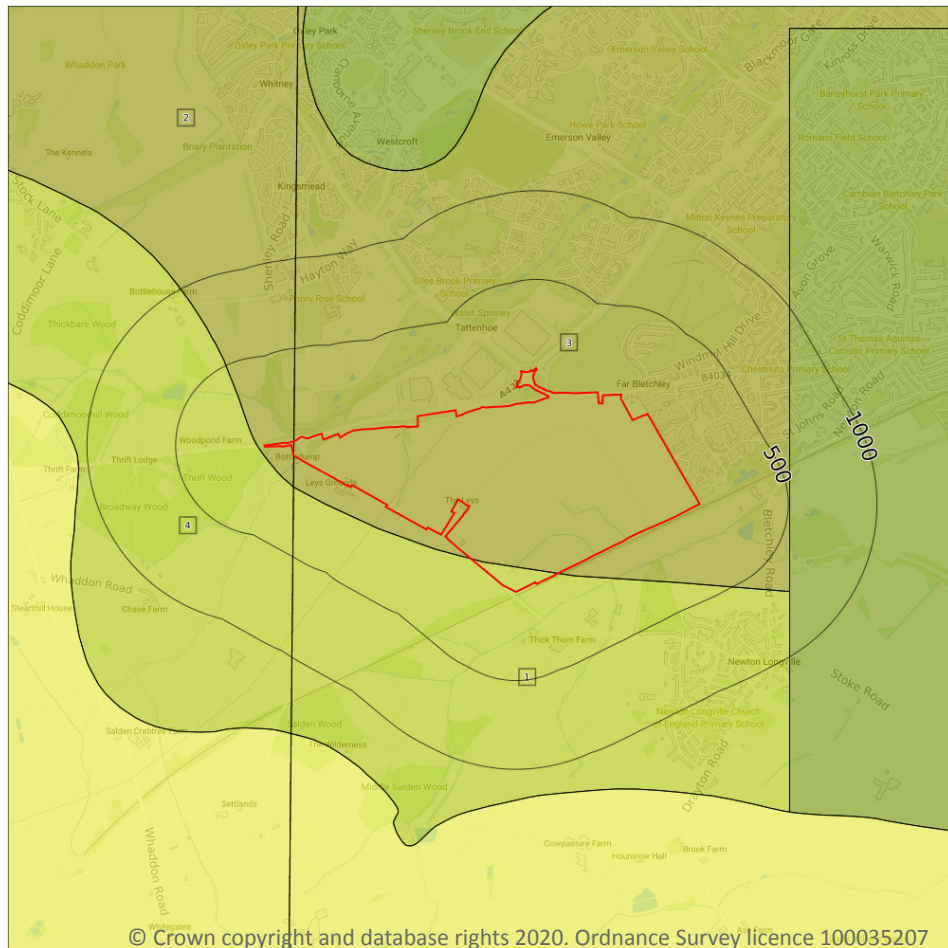 Oxley Park
Shenley Brook End School
Oxley Park Primary School
Emerson Valley School
Blackmoor Gate
Kinross Drive
Whaddon Park
Whitney
Cranborne Avenue
Barleyhurst Park Primary
School
2
Howe Park School
Emerson Valley
Romans Field School
Briary Plantation
Westcroft
The Kennels
Stock Lane
Kingsmead
Cambian Bletchley Park
School
Milton Keynes Preparatory
School
Shenley Road
Hayton Way
Coddimoor Lane
Warwick Road
Avon Grove
Bottlehouse Farm
Giles Brook Primary
School
Priory Rise School
Water Spinney
Tattenhoe
Thickbare Wood
3
Windmill Hill Drive
St Thomas Aquinas
Catholic Primary School
Chestnuts Primary School
B4034
Far Bletchley
A421
Newton Road
St Johns Road
Coddimoorhill Wood
1000
Woodpond Farm
500
Thrift Farm
Thrift Lodge
Bottledump
Thrift Wood
Leys Grounds
Broadway Wood
The Leys
4
Bletchley Road
Whaddon Road
Stearthill House
Chase Farm
Thick Thorn Farm
Newton Longville
1
Stoke Road
Newton Longville Church
of England Primary School
Salden Wood
Salden Crabtree Farm
The Wilderness
Drayton Road
Middle Salden Wood
Settlands
Whaddon Road
Cowpasture Farm
Brook Farm
Hounslow Hall
Whitegates
© Crown copyright and database rights 2020. Ordnance Survey licence 100035207